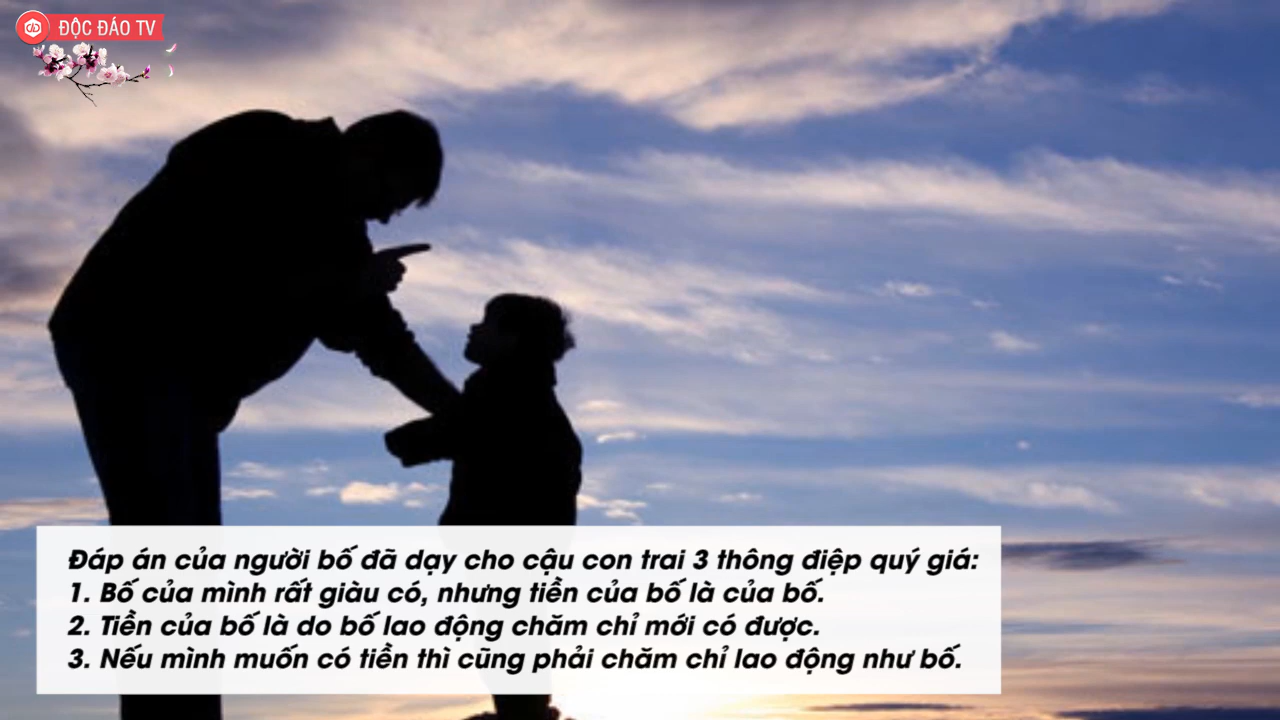 ĐỘC ĐÁO TV
Đáp án của người bố đã dạy cho cậu con trai 3 thông điệp quý giá:
1. Bố của mình rất giàu có, nhưng tiền của bố là của bố.
2. Tiền của bố là do bố lao động chăm chỉ mới có được.
3. Nếu mình muốn có tiền thì cũng phải chăm chỉ lao động như bố.